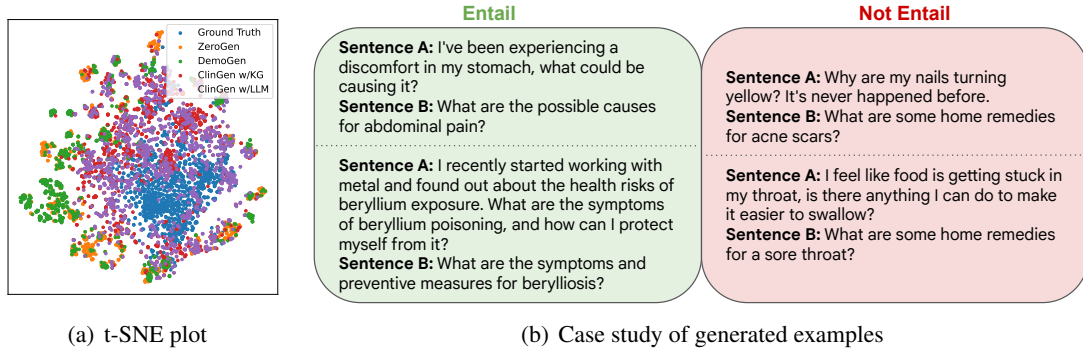 Ground Truth
ZeroGen
DemoGen
ClinGen w/KG
ClinGen w/LLM
(a) t-SNE plot
Entail
Sentence A: I've been experiencing a
discomfort in my stomach, what could be
causing it?
Sentence B: What are the possible causes
for abdominal pain?
Sentence A: I recently started working with
metal and found out about the health risks of
beryllium exposure. What are the symptoms
of beryllium poisoning, and how can I protect
myself from it?
Sentence B: What are the symptoms and
preventive measures for berylliosis?
Not Entail
Sentence A: Why are my nails turning
yellow? It's never happened before.
Sentence B: What are some home remedies
for acne scars?
Sentence A: I feel like food is getting stuck in
my throat, is there anything I can do to make
it easier to swallow?
Sentence B: What are some home remedies
for a sore throat?
(b) Case study of generated examples